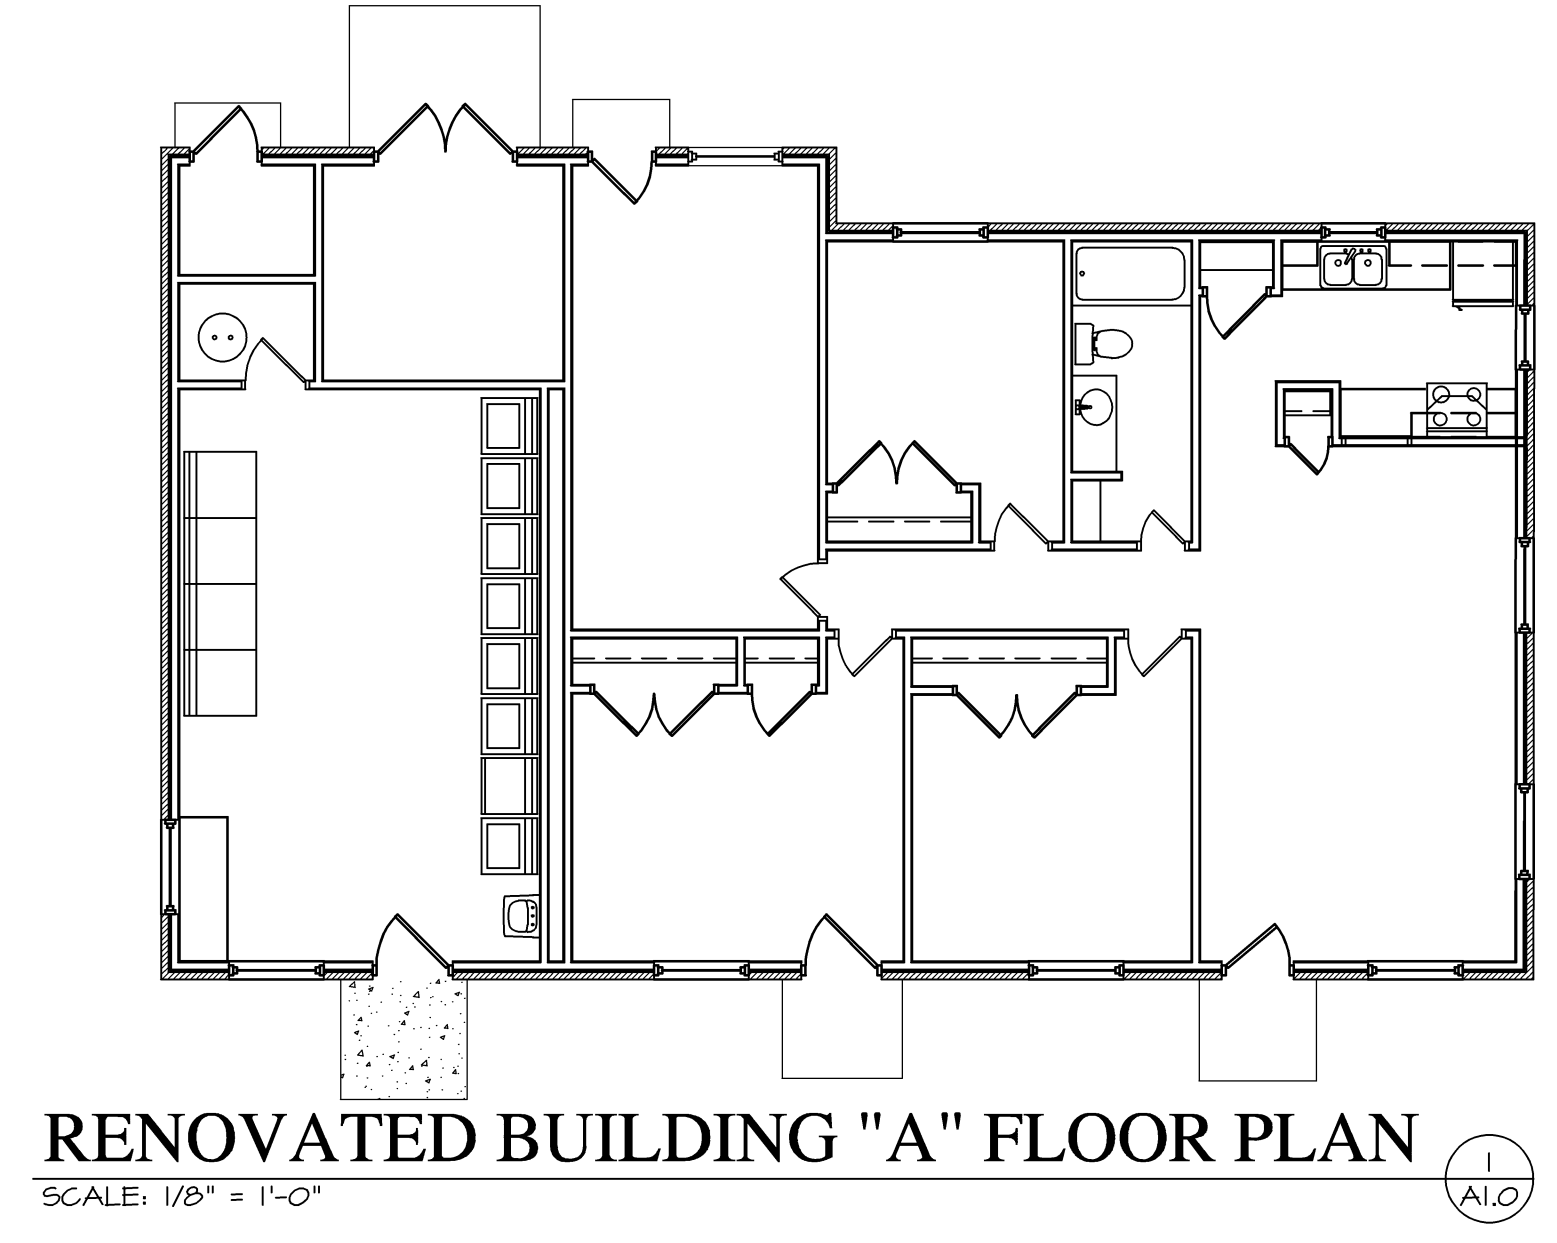 RENOVATED BUILDING "A" FLOOR PLAN
SCALE: 1/8" = 1'-0"
1
A1.0